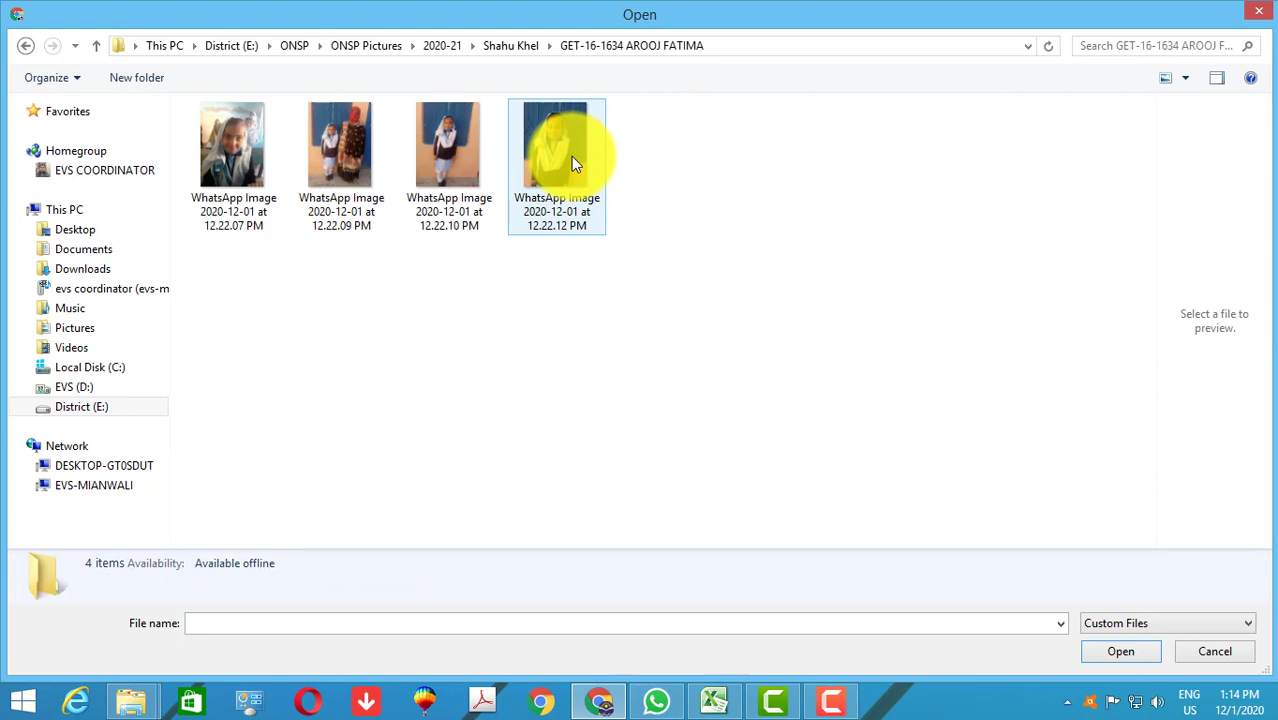 Open
This PC District (E:) ONSP ONSP Pictures 2020-21 Shahu Khel GET-16-1634 AROOJ FATIMA Search GET-16-1634 AROOJ F...
Organize New folder
Favorites
Homegroup
EVS COORDINATOR
This PC
Desktop
Documents
Downloads
evs coordinator (evs-m
Music
Pictures
Videos
Local Disk (C:)
EVS (D:)
District (E:)
Network
DESKTOP-GT0SDUT
EVS-MIANWALI
WhatsApp Image
2020-12-01 at
12.22.07 PM
WhatsApp Image
2020-12-01 at
12.22.09 PM
WhatsApp Image
2020-12-01 at
12.22.10 PM
WhatsApp Image
2020-12-01 at
12.22.12 PM
Select a file to
preview.
4 items Availability: Available offline
File name: Custom Files
Open Cancel
ENG
US
1:14 PM
12/1/2020